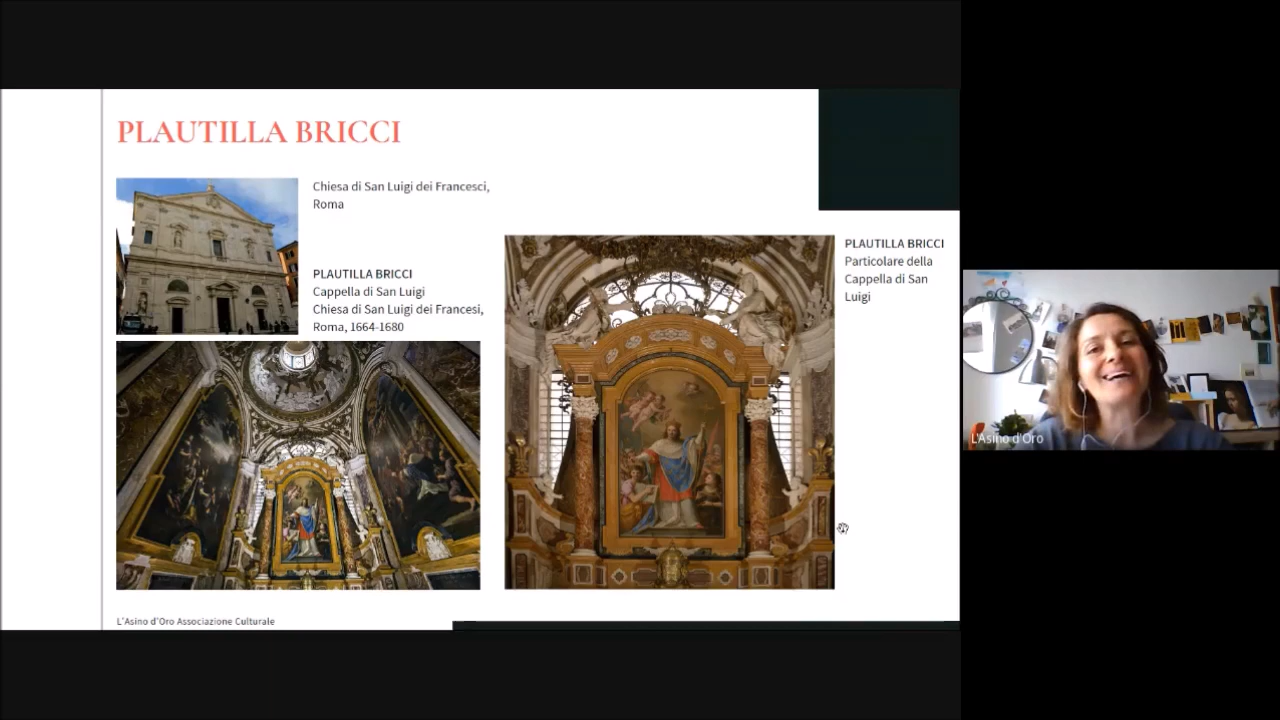 PLAUTILLA BRICCI
Chiesa di San Luigi dei Francesci,
Roma
PLAUTILLA BRICCI
Cappella di San Luigi
Chiesa di San Luigi dei Francesi,
Roma, 1664-1680
PLAUTILLA BRICCI
Particolare della
Cappella di San
Luigi
L'Asino d'Oro Associazione Culturale
L'Asino d'Oro